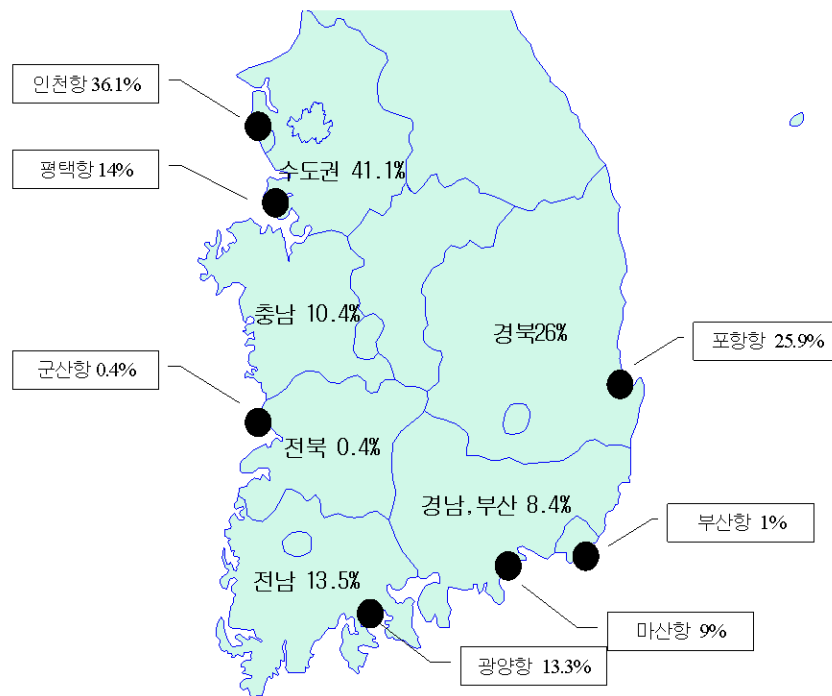 인천항 36.1%
평택항 14%
수도권 41.1%
충남 10.4%
경북26%
포항항 25.9%
군산항 0.4%
전북 0.4%
경남,부산 8.4%
부산항 1%
전남 13.5%
마산항 9%
광양항 13.3%